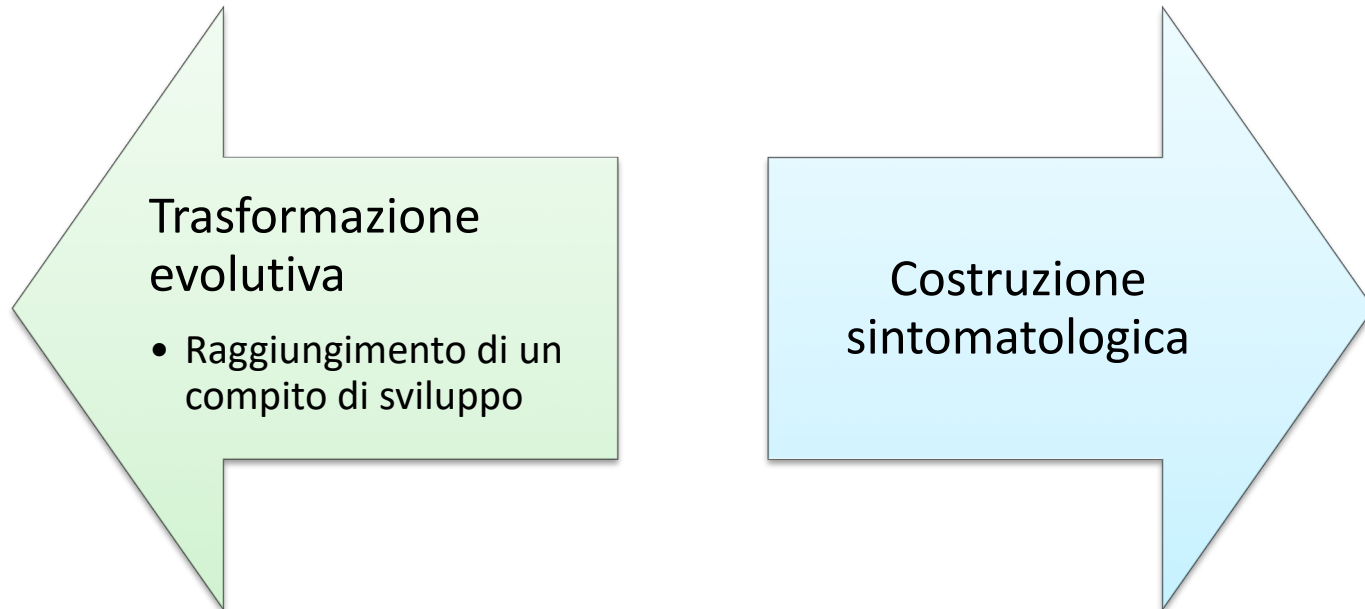 Trasformazione
evolutiva
• Raggiungimento di un
compito di sviluppo
Costruzione
sintomatologica